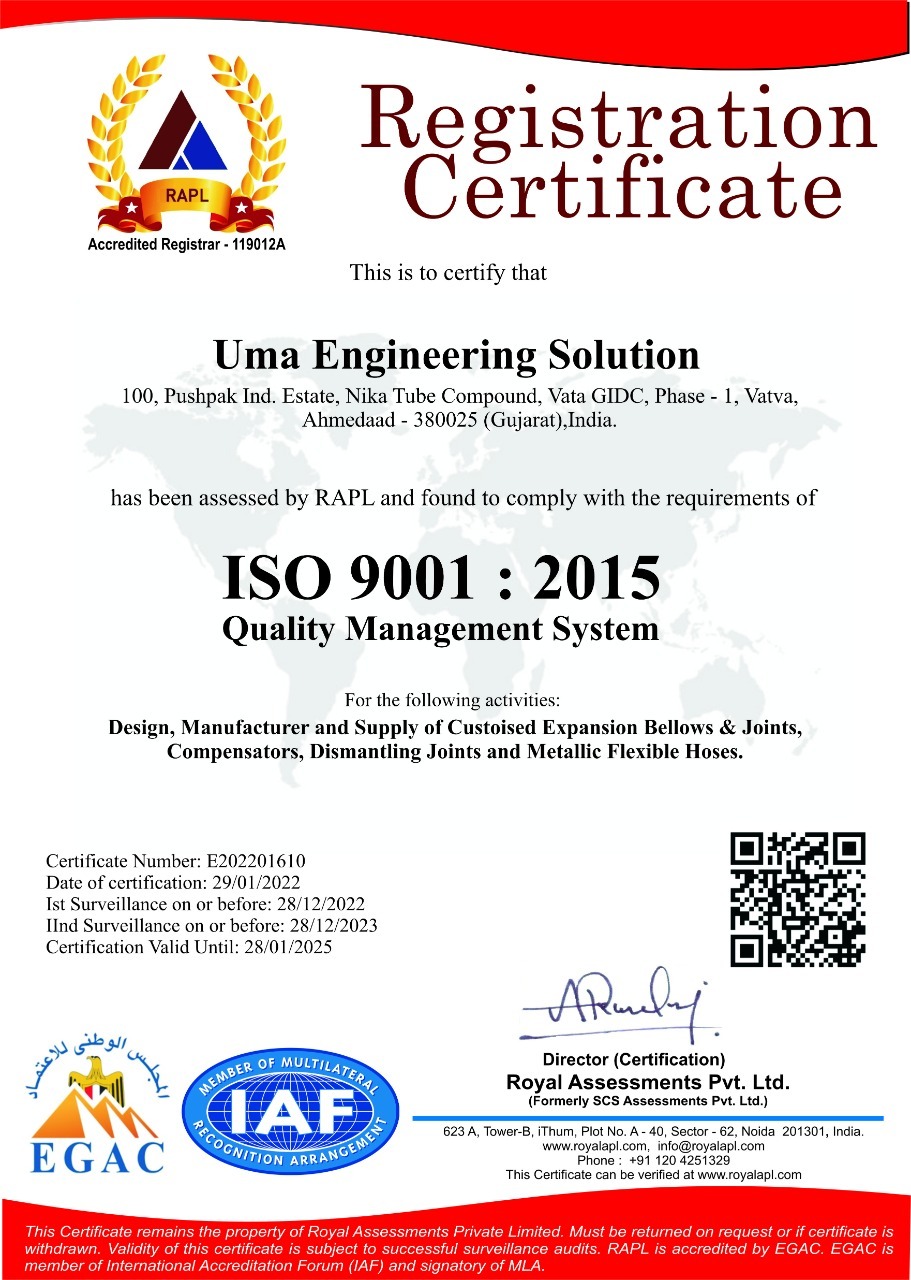 Registration
Certificate
RAPL
Accredited Registrar - 119012A
This is to certify that
Uma Engineering Solution
100, Pushpak Ind. Estate, Nika Tube Compound, Vata GIDC, Phase - 1, Vatva,
Ahmedaad - 380025 (Gujarat),India.
has been assessed by RAPL and found to comply with the requirements of
ISO 9001 : 2015
Quality Management System
For the following activities:
Design, Manufacturer and Supply of Custoised Expansion Bellows & Joints,
Compensators, Dismantling Joints and Metallic Flexible Hoses.
Certificate Number: E202201610
Date of certification: 29/01/2022
Ist Surveillance on or before: 28/12/2022
IInd Surveillance on or before: 28/12/2023
Certification Valid Until: 28/01/2025
Director (Certification)
Royal Assessments Pvt. Ltd.
(Formerly SCS Assessments Pvt. Ltd.)
623 A, Tower-B, iThum, Plot No. A - 40, Sector - 62, Noida 201301, India.
www.royalapl.com, info@royalapl.com
Phone : +91 120 4251329
This Certificate can be verified at www.royalapl.com
المجلس الوطنى للاعتماد
EGAC
MEMBER OF MULTILATERAL
IAF
RECOGNITION ARRANGEMENT
This Certificate remains the property of Royal Assessments Private Limited. Must be returned on request or if certificate is
withdrawn. Validity of this certificate is subject to successful surveillance audits. RAPL is accredited by EGAC. EGAC is
member of International Accreditation Forum (IAF) and signatory of MLA.